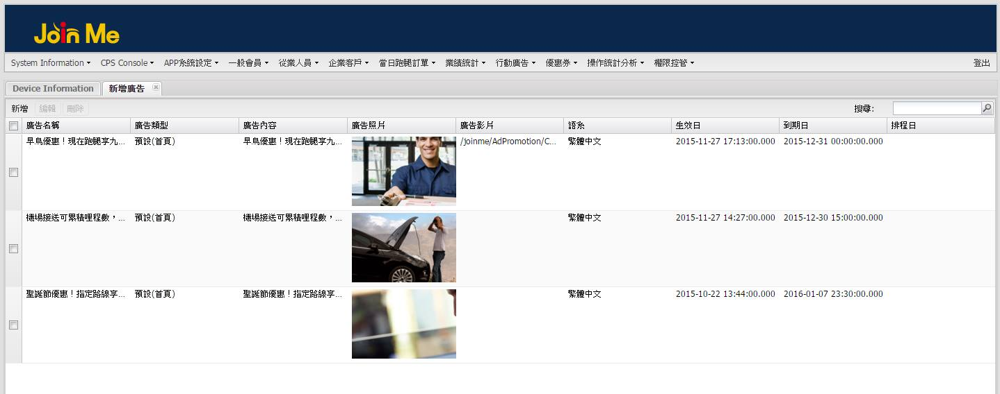 Join Me
System Information CPS Console APP系統設定 一般會員 從業人員 企業客戶 當日跑腿訂單 業績統計 行動廣告 優惠券 操作統計分析 權限控管 登出
Device Information 新增廣告
新增 編輯 刪除 搜尋:
廣告名稱 廣告類型 廣告內容 廣告照片 廣告影片 語系 生效日 到期日 排程日
早鳥優惠！現在跑腿享九... 預設(首頁) 早鳥優惠！現在跑腿享九... /joinme/AdPromotion/C... 繁體中文 2015-11-27 17:13:00.000 2015-12-31 00:00:00.000
機場接送可累積哩程數，... 預設(首頁) 機場接送可累積哩程數，... 繁體中文 2015-11-27 14:27:00.000 2015-12-30 15:00:00.000
聖誕節優惠！指定路線享... 預設(首頁) 聖誕節優惠！指定路線享... 繁體中文 2015-10-22 13:44:00.000 2016-01-07 23:30:00.000